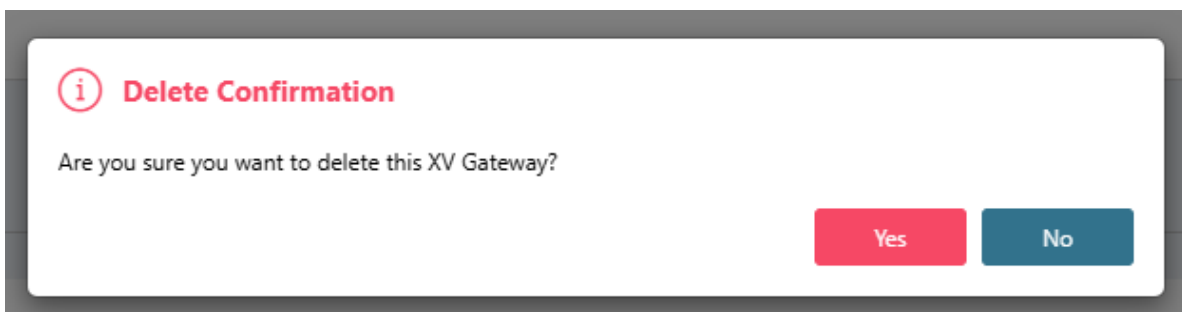 Delete Confirmation
Are you sure you want to delete this XV Gateway?
Yes No